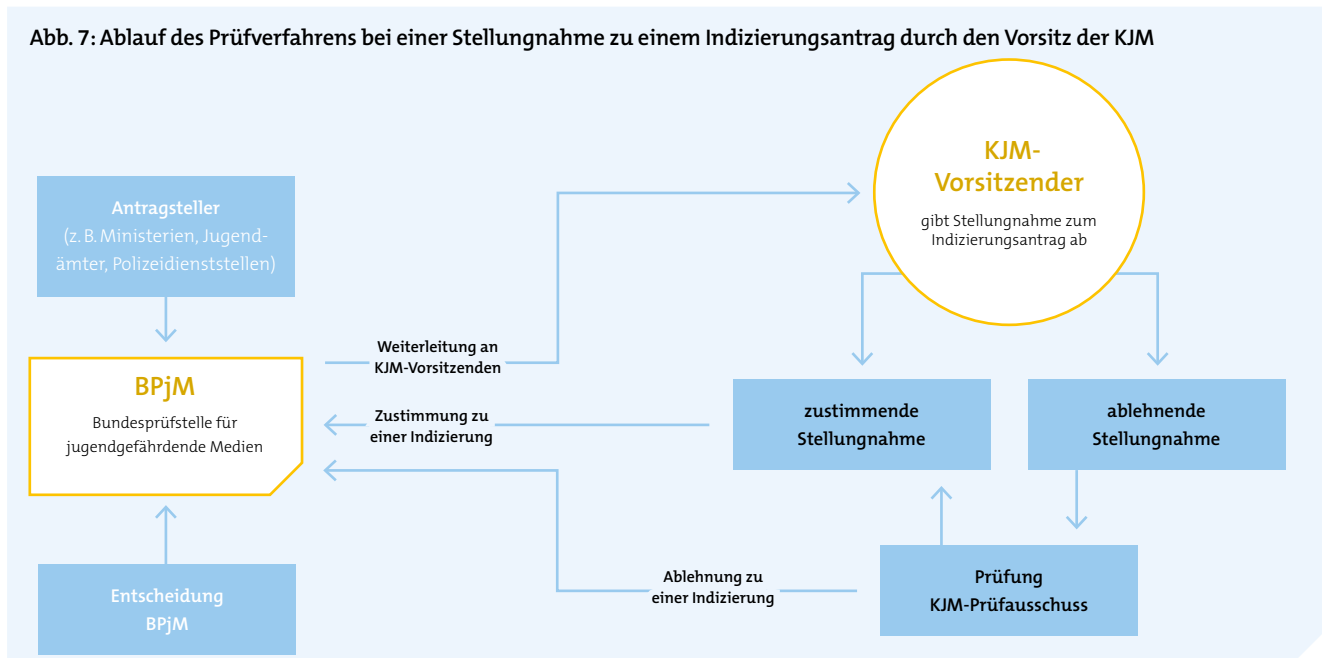 Abb. 7: Ablauf des Prüfverfahrens bei einer Stellungnahme zu einem Indizierungsantrag durch den Vorsitz der KJM
KJM-
Vorsitzender
gibt Stellungnahme zum
Indizierungsantrag ab
Antragsteller
(z. B. Ministerien, Jugend-
ämter, Polizeidienststellen)
Weiterleitung an
KJM-Vorsitzenden
BPjM
Bundesprüfstelle für
jugendgefährdende Medien
Zustimmung zu
einer Indizierung
zustimmende
Stellungnahme
ablehnende
Stellungnahme
Ablehnung zu
einer Indizierung
Prüfung
KJM-Prüfausschuss
Entscheidung
BPjM